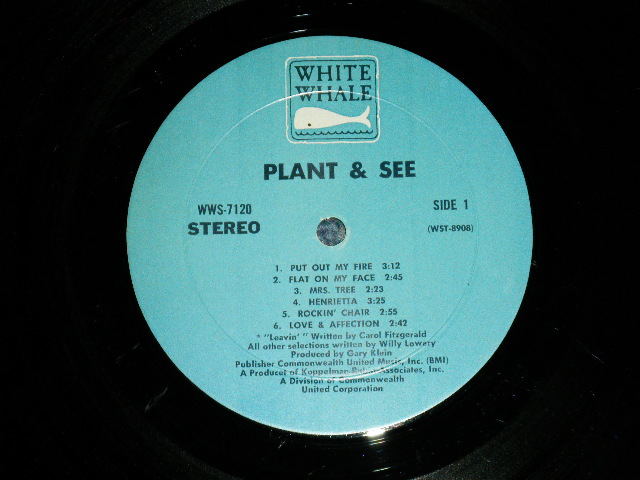 WHITE
WHALE
PLANT & SEE
WWS-7120
STEREO
SIDE 1
(WST-8908)
1. PUT OUT MY FIRE 3:12
2. FLAT ON MY FACE 2:45
3. MRS. TREE 2:23
4. HENRIETTA 3:25
5. ROCKIN' CHAIR 2:55
6. LOVE & AFFECTION 2:42
* "Leavin' " Written by Carol Fitzgerald
All other selections written by Willy Lowery
Produced by Gary Klein
Publisher Commonwealth United Music, Inc. (BMI)
A Product of Koppelman Rubin Associates, Inc.
A Division of Commonwealth
United Corporation